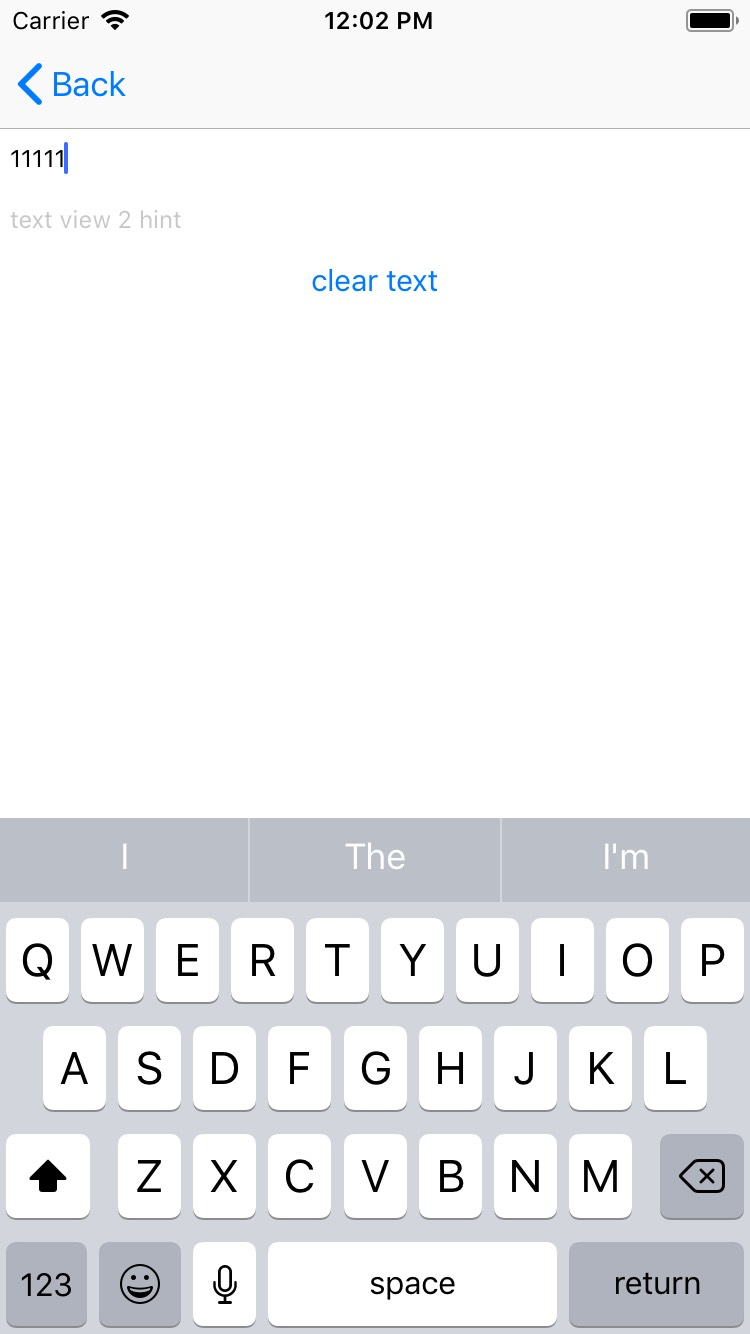 Carrier 12:02 PM
Back
11111
text view 2 hint
clear text
I The I'm
Q W E R T Y U I O P
A S D F G H J K L
Z X C V B N M
123 space return